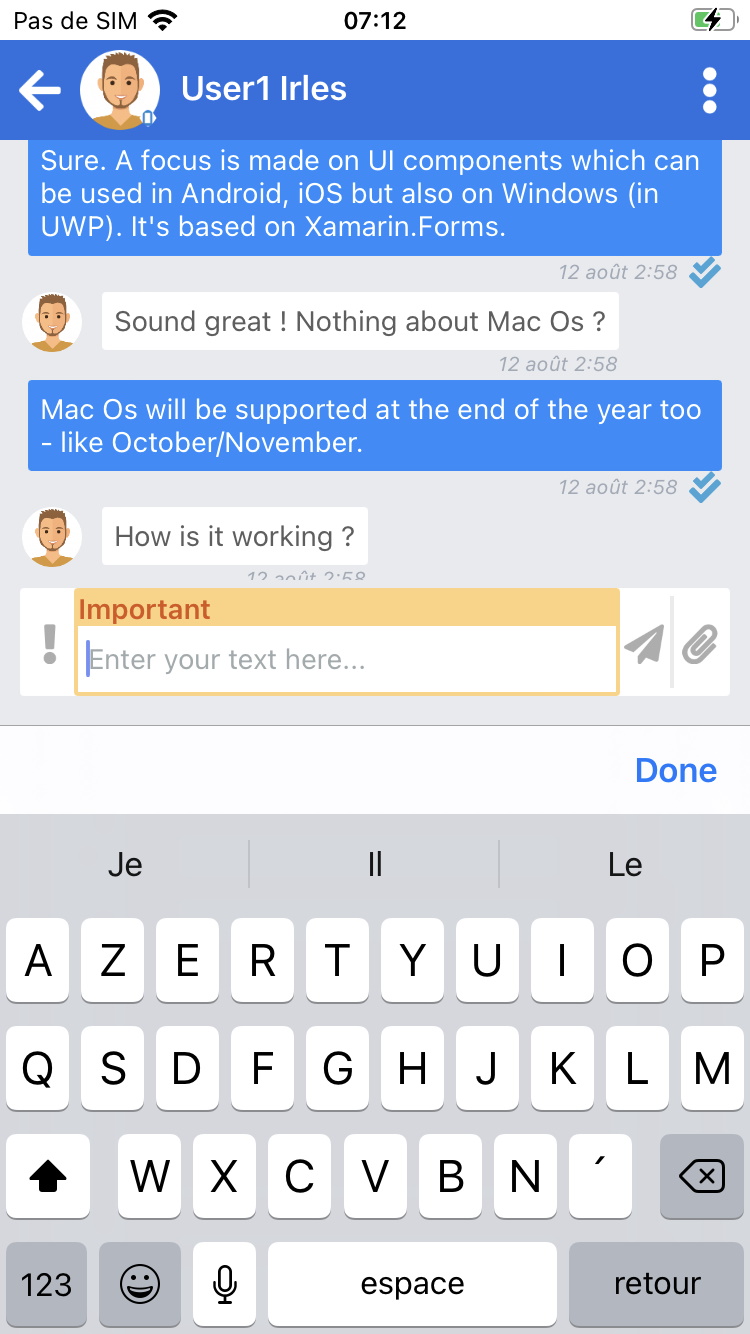 Pas de SIM 07:12
User1 Irles
Sure. A focus is made on UI components which can
be used in Android, iOS but also on Windows (in
UWP). It's based on Xamarin.Forms.
12 août 2:58
Sound great ! Nothing about Mac Os ?
12 août 2:58
Mac Os will be supported at the end of the year too
- like October/November.
12 août 2:58
How is it working ?
12 août 2:58
Important
Enter your text here...
Done
Je Il Le
A Z E R T Y U I O P
Q S D F G H J K L M
W X C V B N ´
123 espace retour